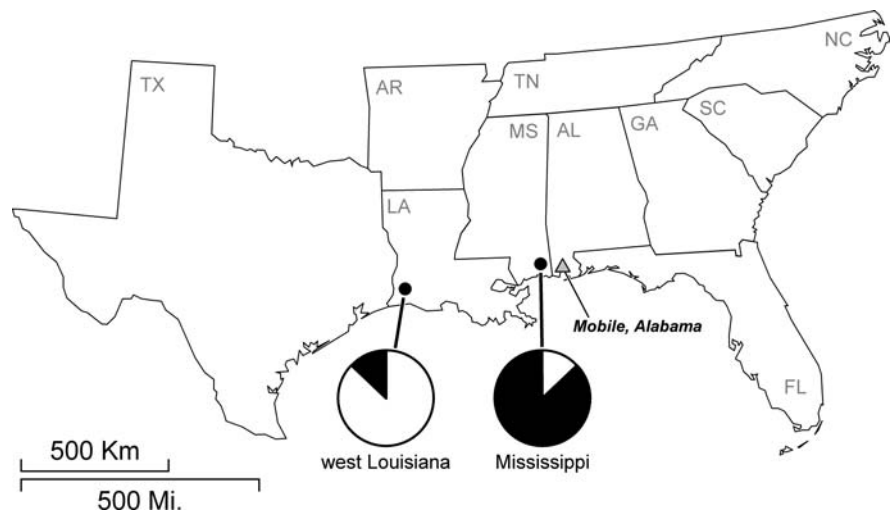 NC
TX
AR
TN
MS
AL
GA
SC
LA
Mobile, Alabama
FL
500 Km
west Louisiana
Mississippi
500 Mi.